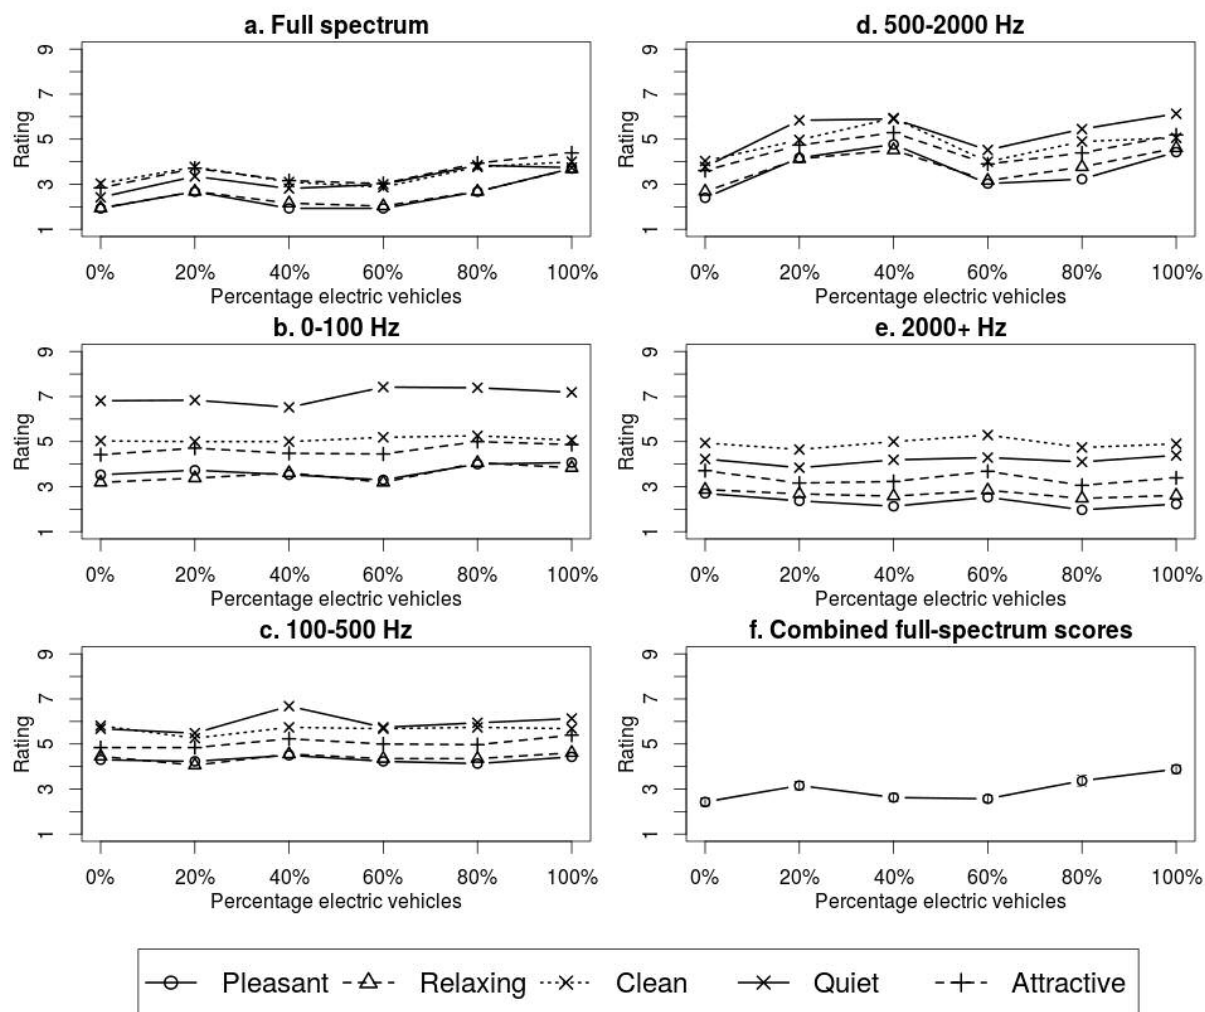 a. Full spectrum
Rating
1 3 5 7 9
0% 20% 40% 60% 80% 100%
Percentage electric vehicles
b. 0-100 Hz
Rating
1 3 5 7 9
0% 20% 40% 60% 80% 100%
Percentage electric vehicles
c. 100-500 Hz
Rating
1 3 5 7 9
0% 20% 40% 60% 80% 100%
Percentage electric vehicles
d. 500-2000 Hz
Rating
1 3 5 7 9
0% 20% 40% 60% 80% 100%
Percentage electric vehicles
e. 2000+ Hz
Rating
1 3 5 7 9
0% 20% 40% 60% 80% 100%
Percentage electric vehicles
f. Combined full-spectrum scores
Rating
1 3 5 7 9
0% 20% 40% 60% 80% 100%
Percentage electric vehicles
Pleasant Relaxing Clean Quiet Attractive